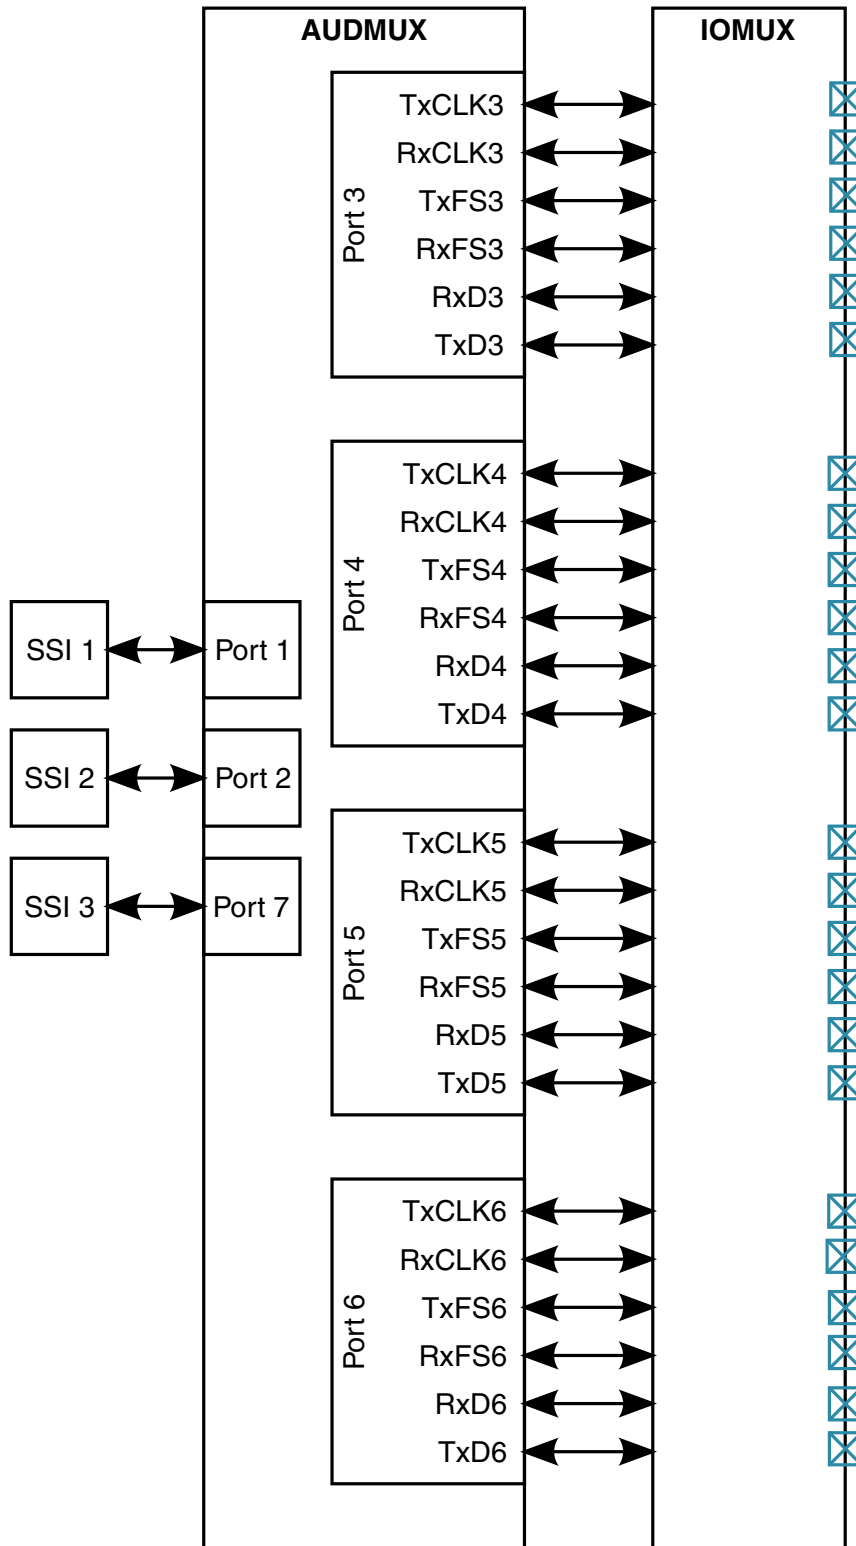 AUDMUX
IOMUX
Port 3
TxCLK3
RxCLK3
TxFS3
RxFS3
RxD3
TxD3
Port 4
TxCLK4
RxCLK4
TxFS4
RxFS4
RxD4
TxD4
SSI 1
Port 1
SSI 2
Port 2
SSI 3
Port 7
Port 5
TxCLK5
RxCLK5
TxFS5
RxFS5
RxD5
TxD5
Port 6
TxCLK6
RxCLK6
TxFS6
RxFS6
RxD6
TxD6